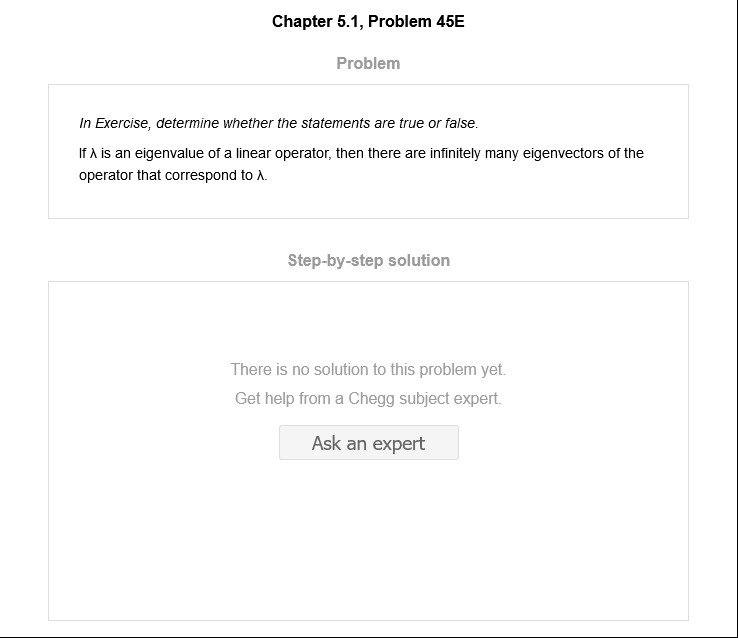 Chapter 5.1, Problem 45E
Problem
In Exercise, determine whether the statements are true or false.
If λ is an eigenvalue of a linear operator, then there are infinitely many eigenvectors of the
operator that correspond to λ.
Step-by-step solution
There is no solution to this problem yet.
Get help from a Chegg subject expert.
Ask an expert